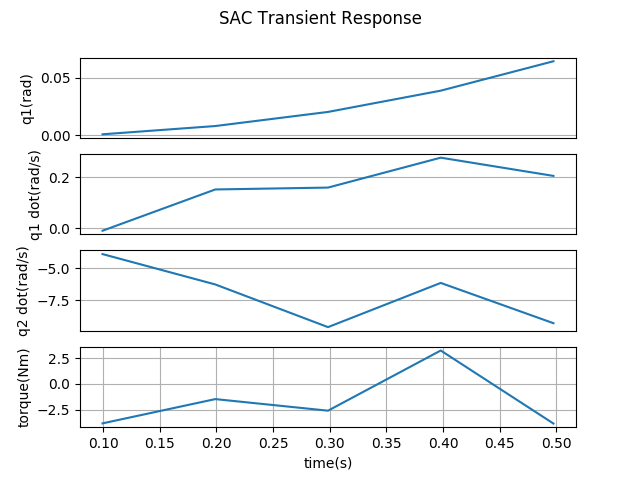 SAC Transient Response
q1(rad)
0.05
0.00
q1 dot(rad/s)
0.2
0.0
q2 dot(rad/s)
−5.0
−7.5
torque(Nm)
2.5
0.0
−2.5
0.10 0.15 0.20 0.25 0.30 0.35 0.40 0.45 0.50
time(s)